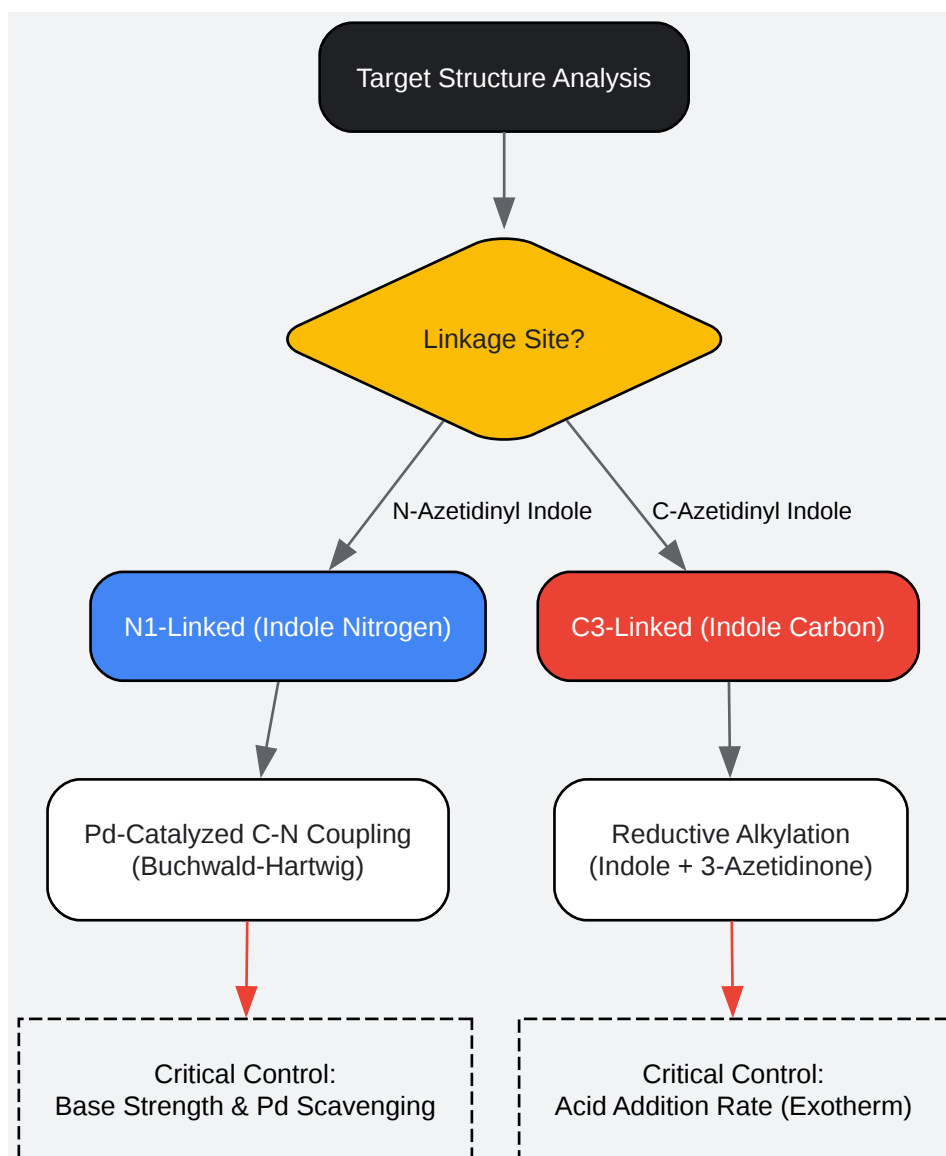 Target Structure Analysis
Linkage Site?
N-Azetidinyl Indole
C-Azetidinyl Indole
N1-Linked (Indole Nitrogen)
C3-Linked (Indole Carbon)
Pd-Catalyzed C-N Coupling
(Buchwald-Hartwig)
Reductive Alkylation
(Indole + 3-Azetidinone)
Critical Control:
Base Strength & Pd Scavenging
Critical Control:
Acid Addition Rate (Exotherm)